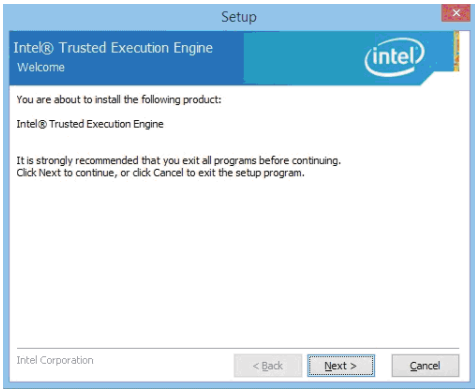 Setup
Intel® Trusted Execution Engine
Welcome
intel
You are about to install the following product:
Intel® Trusted Execution Engine
It is strongly recommended that you exit all programs before continuing.
Click Next to continue, or click Cancel to exit the setup program.
Intel Corporation
< Back
Next >
Cancel